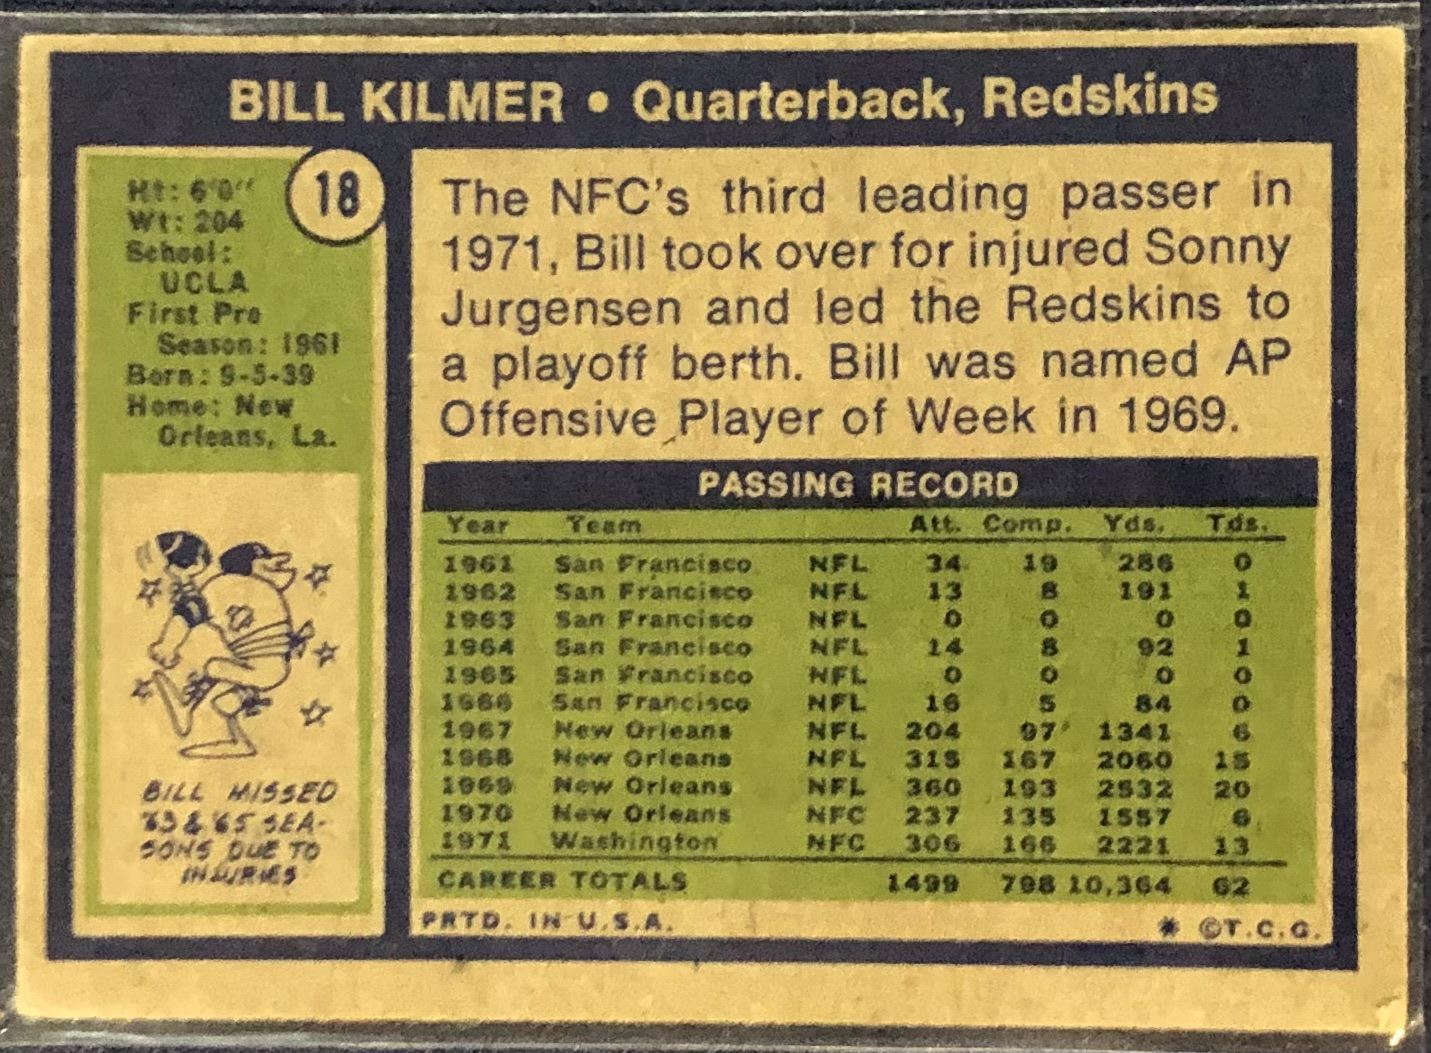 BILL KILMER • Quarterback, Redskins
18
Ht: 6'0"
Wt: 204
School:
UCLA
First Pro
Season: 1961
Born: 9-5-39
Home: New
Orleans, La.
BILL MISSED
'63 & '65 SEA-
SONS DUE TO
INJURIES
The NFC's third leading passer in
1971, Bill took over for injured Sonny
Jurgensen and led the Redskins to
a playoff berth. Bill was named AP
Offensive Player of Week in 1969.
PASSING RECORD
Year Team Att. Comp. Yds. Tds.
1961 San Francisco NFL 34 19 286 0
1962 San Francisco NFL 13 8 191 1
1963 San Francisco NFL 0 0 0 0
1964 San Francisco NFL 14 8 92 1
1965 San Francisco NFL 0 0 0 0
1966 San Francisco NFL 16 5 84 0
1967 New Orleans NFL 204 97 1341 6
1968 New Orleans NFL 315 167 2060 15
1969 New Orleans NFL 360 193 2532 20
1970 New Orleans NFC 237 135 1557 6
1971 Washington NFC 306 166 2221 13
CAREER TOTALS 1499 798 10,364 62
PRTD. IN U.S.A. * ©T.C.G.